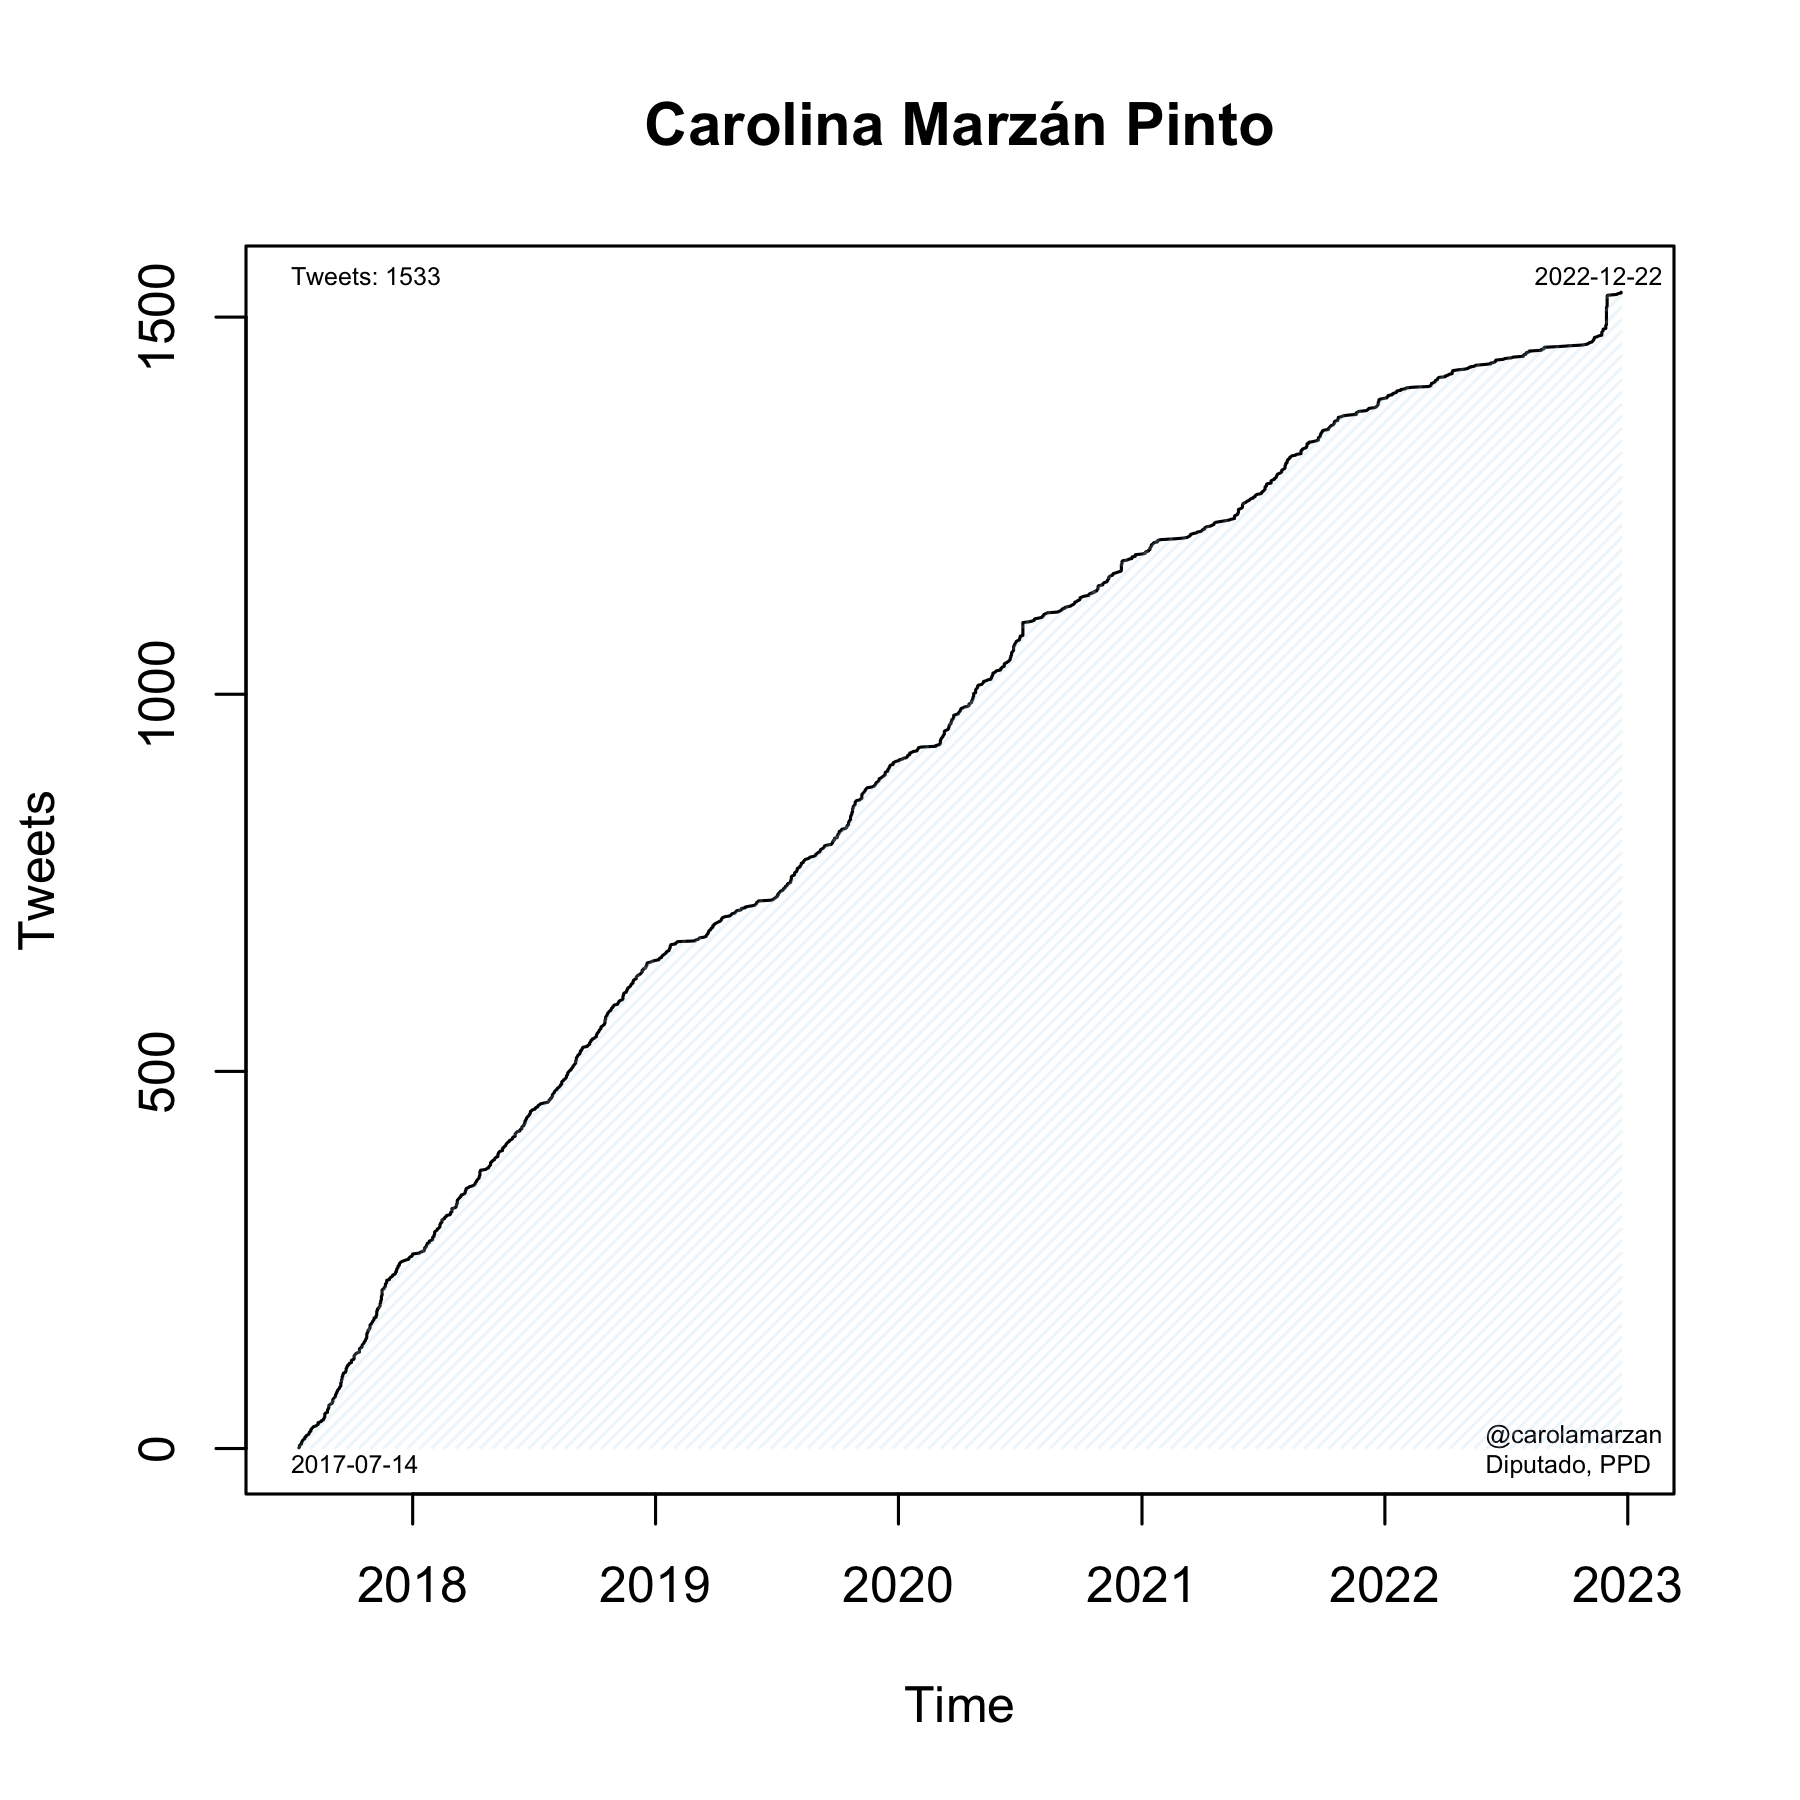 Carolina Marzán Pinto
Tweets: 1533
2022-12-22
1500
1000
500
0
Tweets
@carolamarzan
Diputado, PPD
2017-07-14
2018
2019
2020
2021
2022
2023
Time